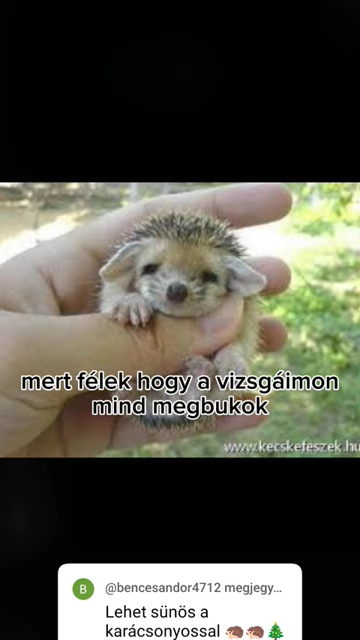 mert félek hogy a vizsgáimon
mind megbukok
www.kecskefeszek.hu
B
@bencesandor4712 megjegy...
Lehet sünös a
karácsonyossal 🦔🦔🎄